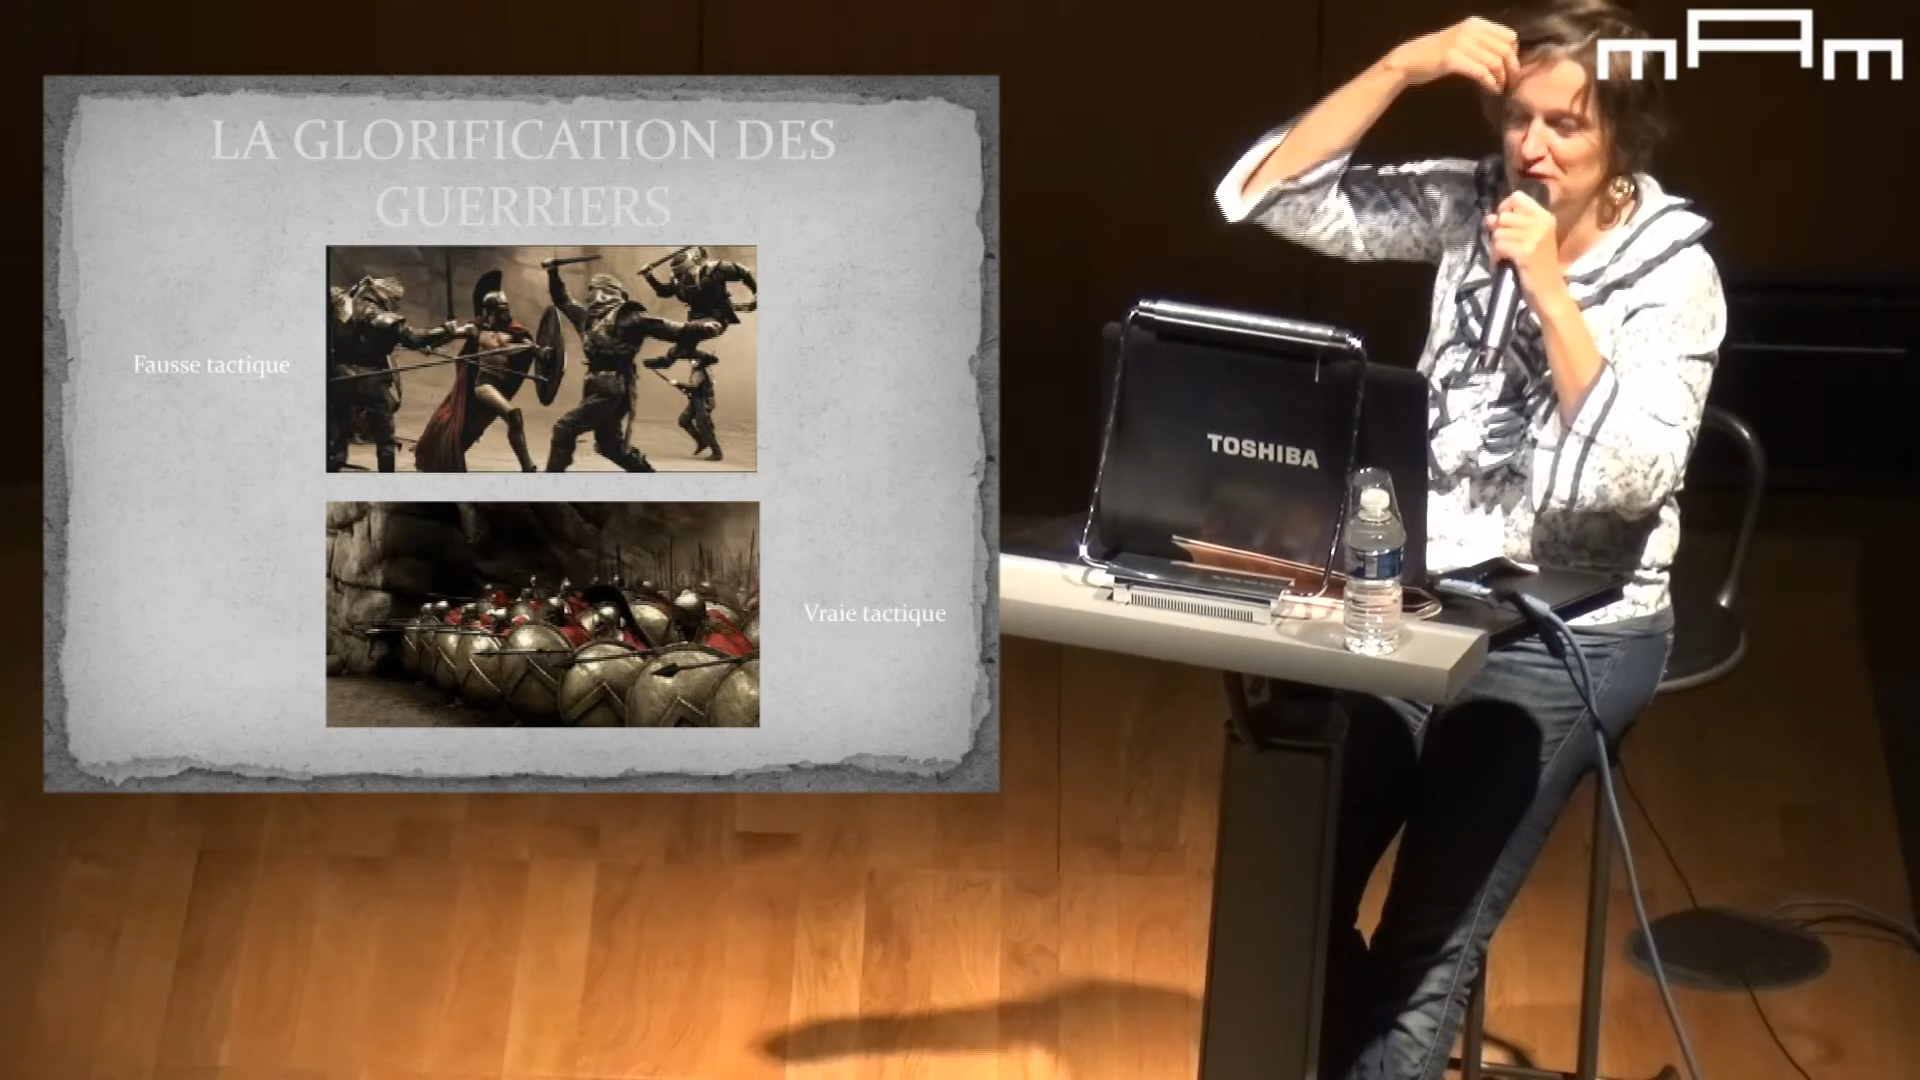 mAm
LA GLORIFICATION DES
GUERRIERS
Fausse tactique
Vraie tactique
TOSHIBA